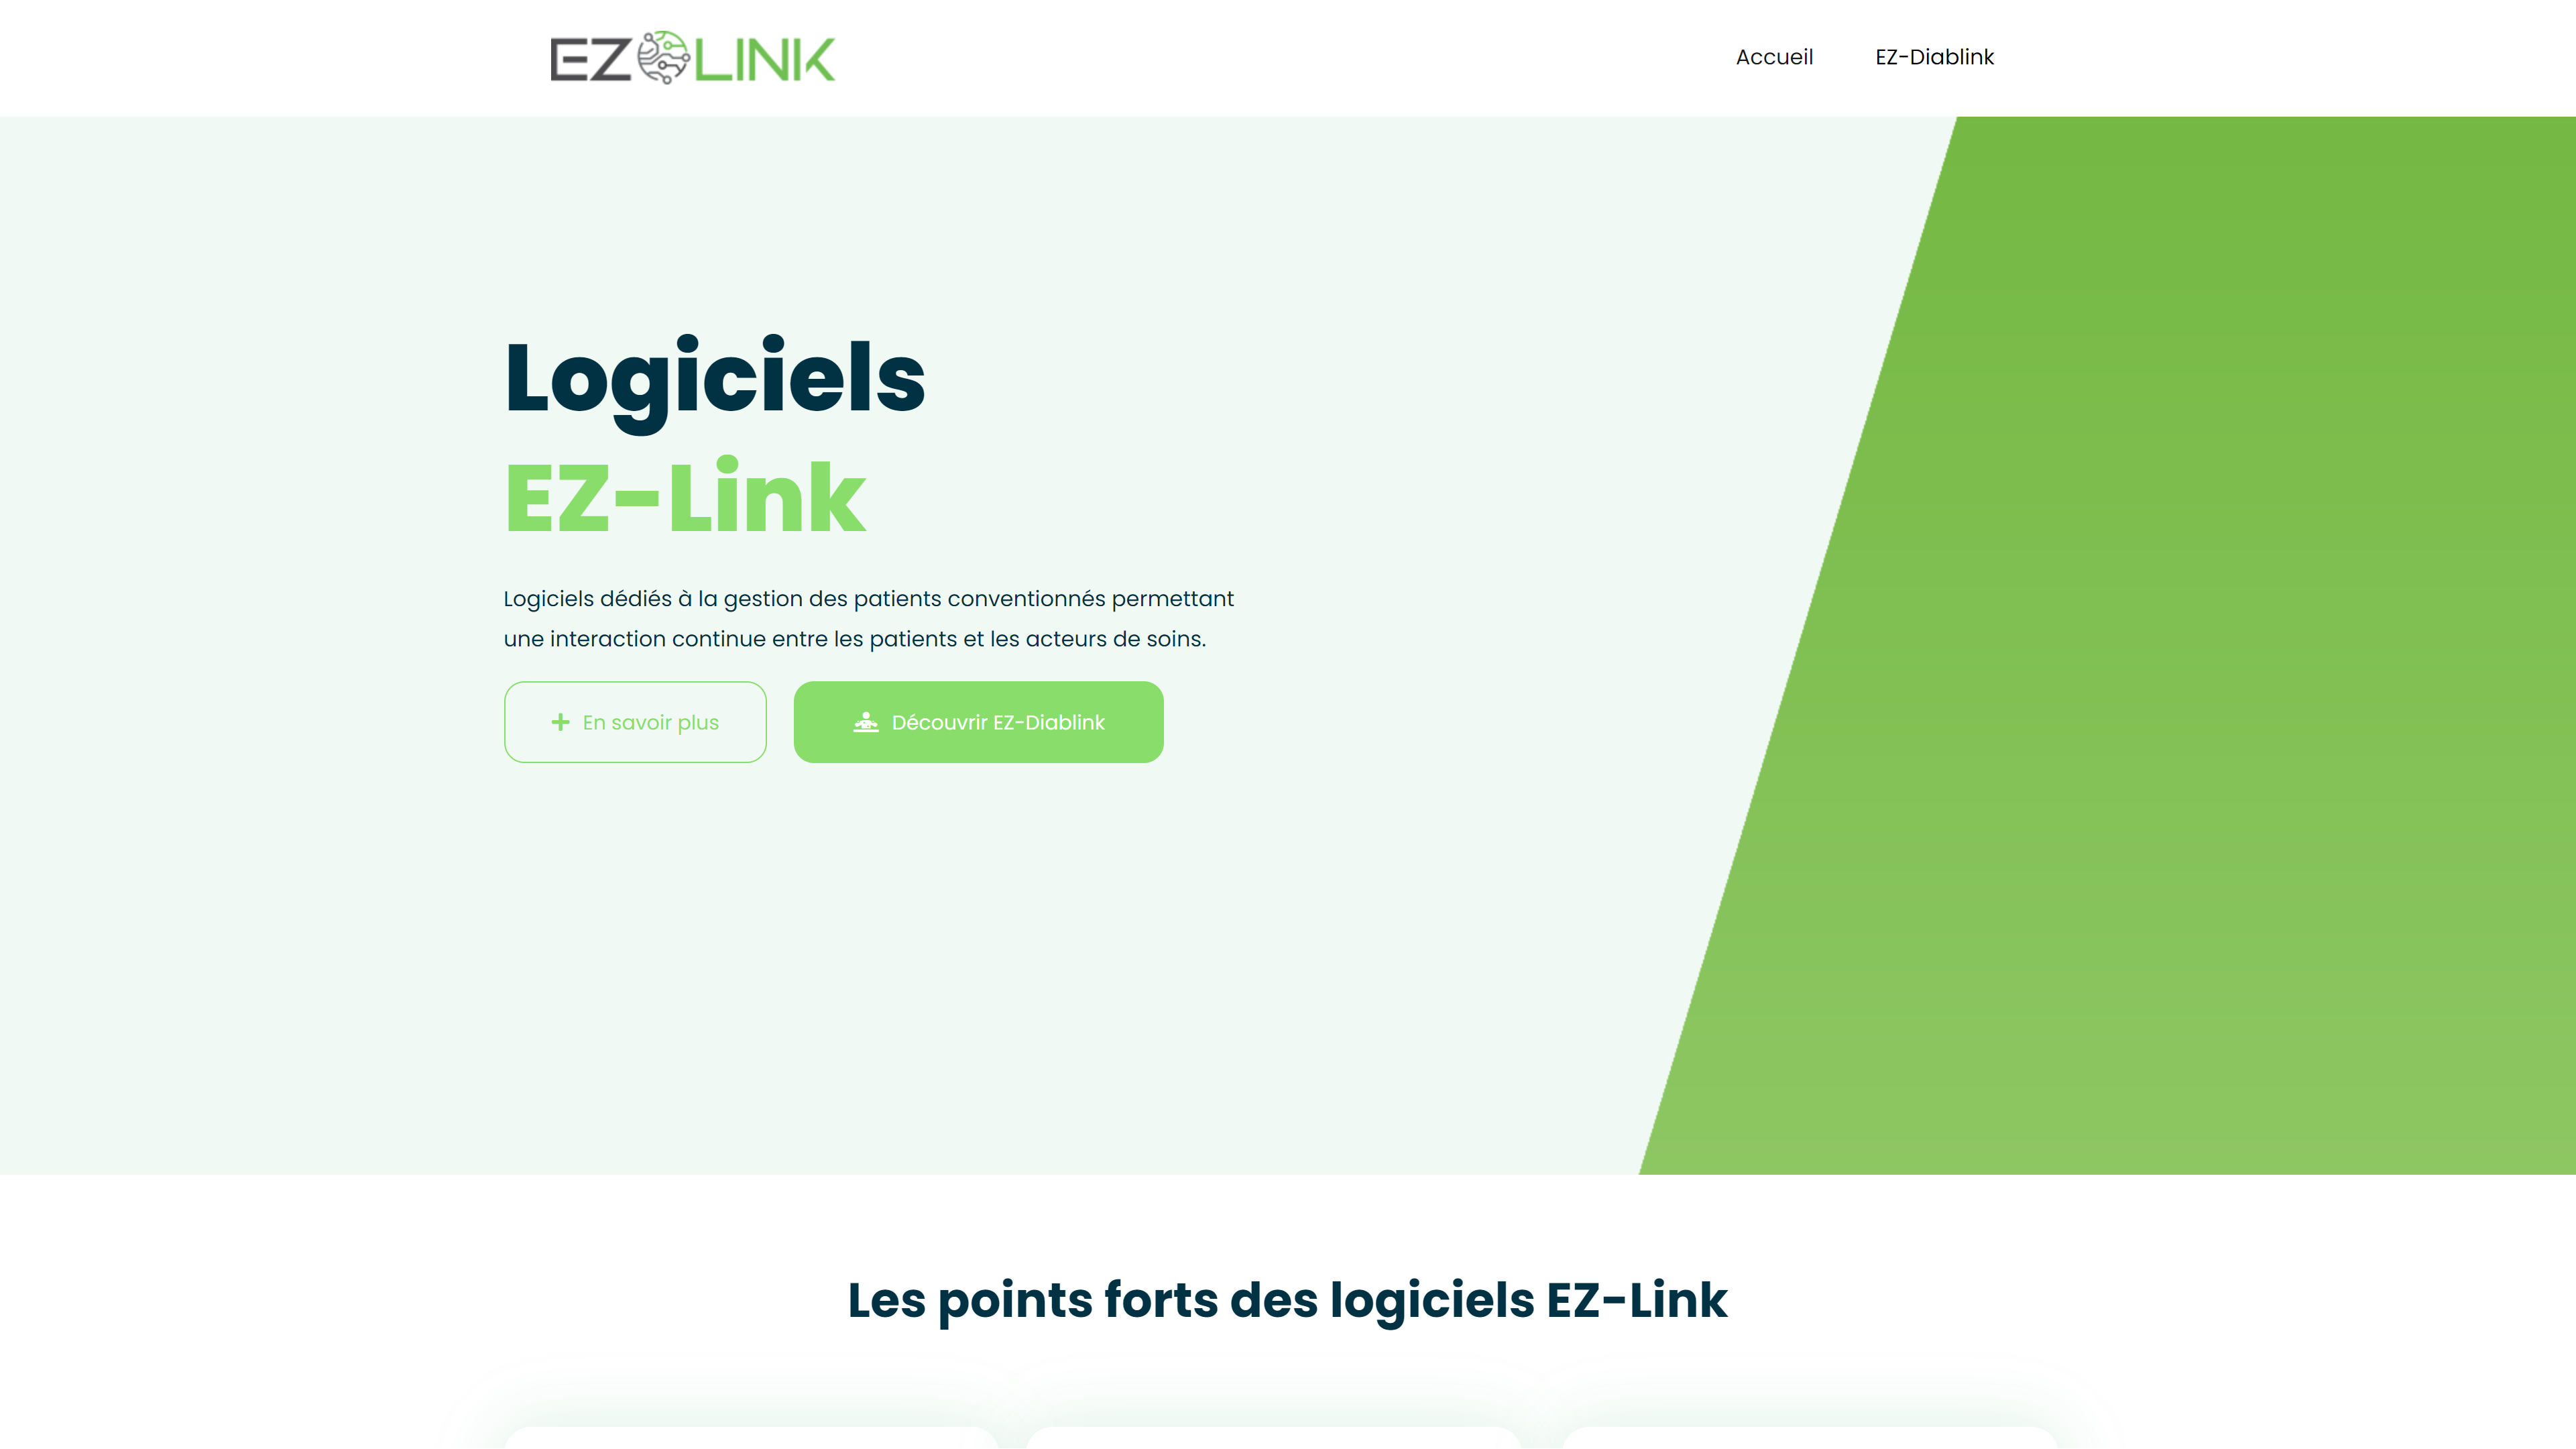 EZ LINK
Accueil
EZ-Diablink
Logiciels
EZ-Link
Logiciels dédiés à la gestion des patients conventionnés permettant
une interaction continue entre les patients et les acteurs de soins.
En savoir plus
Découvrir EZ-Diablink
Les points forts des logiciels EZ-Link